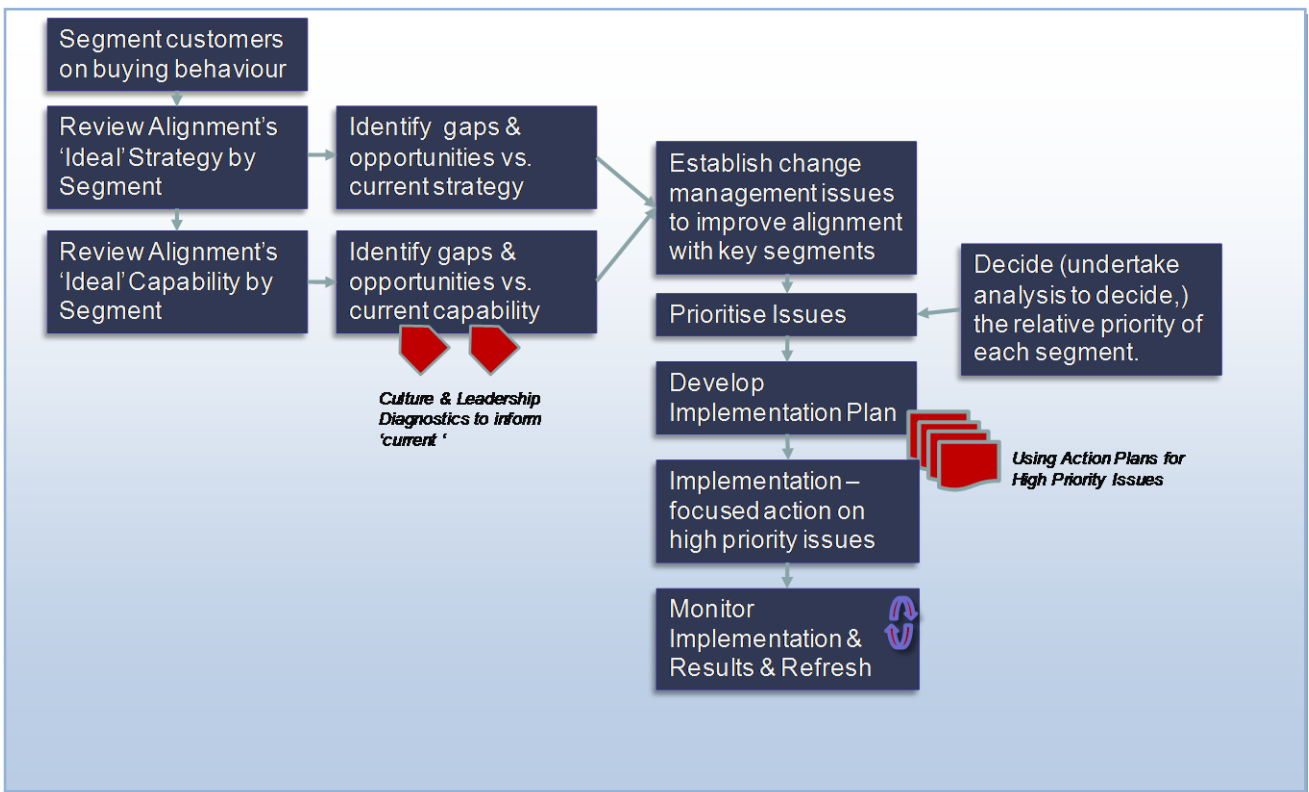 Segment customers
on buying behaviour
Review Alignment's
'Ideal' Strategy by
Segment
Identify gaps &
opportunities vs.
current strategy
Review Alignment's
'Ideal' Capability by
Segment
Identify gaps &
opportunities vs.
current capability
Culture & Leadership
Diagnostics to inform
'current '
Establish change
management issues
to improve alignment
with key segments
Decide (undertake
analysis to decide,)
the relative priority of
each segment.
Prioritise Issues
Develop
Implementation Plan
Using Action Plans for
High Priority Issues
Implementation –
focused action on
high priority issues
Monitor
Implementation &
Results & Refresh